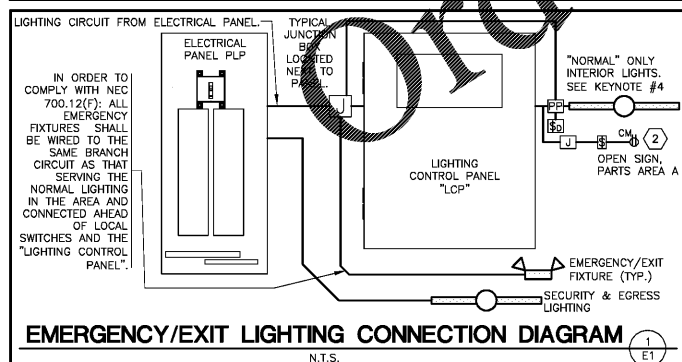 LIGHTING CIRCUIT FROM ELECTRICAL PANEL.
TYPICAL
JUNCTION
BOX
LOCATED
NEXT TO
PANEL.
ELECTRICAL
PANEL PLP
IN ORDER TO
COMPLY WITH NEC
700.12(F): ALL
EMERGENCY
FIXTURES SHALL
BE WIRED TO THE
SAME BRANCH
CIRCUIT AS THAT
SERVING THE
NORMAL LIGHTING
IN THE AREA AND
CONNECTED AHEAD
OF LOCAL
SWITCHES AND THE
"LIGHTING CONTROL
PANEL".
J
LIGHTING
CONTROL PANEL
"LCP"
Ord
"NORMAL" ONLY
INTERIOR LIGHTS.
SEE KEYNOTE #4
PP
$D
J
$
CM
2
OPEN SIGN,
PARTS AREA A
EMERGENCY/EXIT
FIXTURE (TYP.)
SECURITY & EGRESS
LIGHTING
EMERGENCY/EXIT LIGHTING CONNECTION DIAGRAM
1
E1
N.T.S.